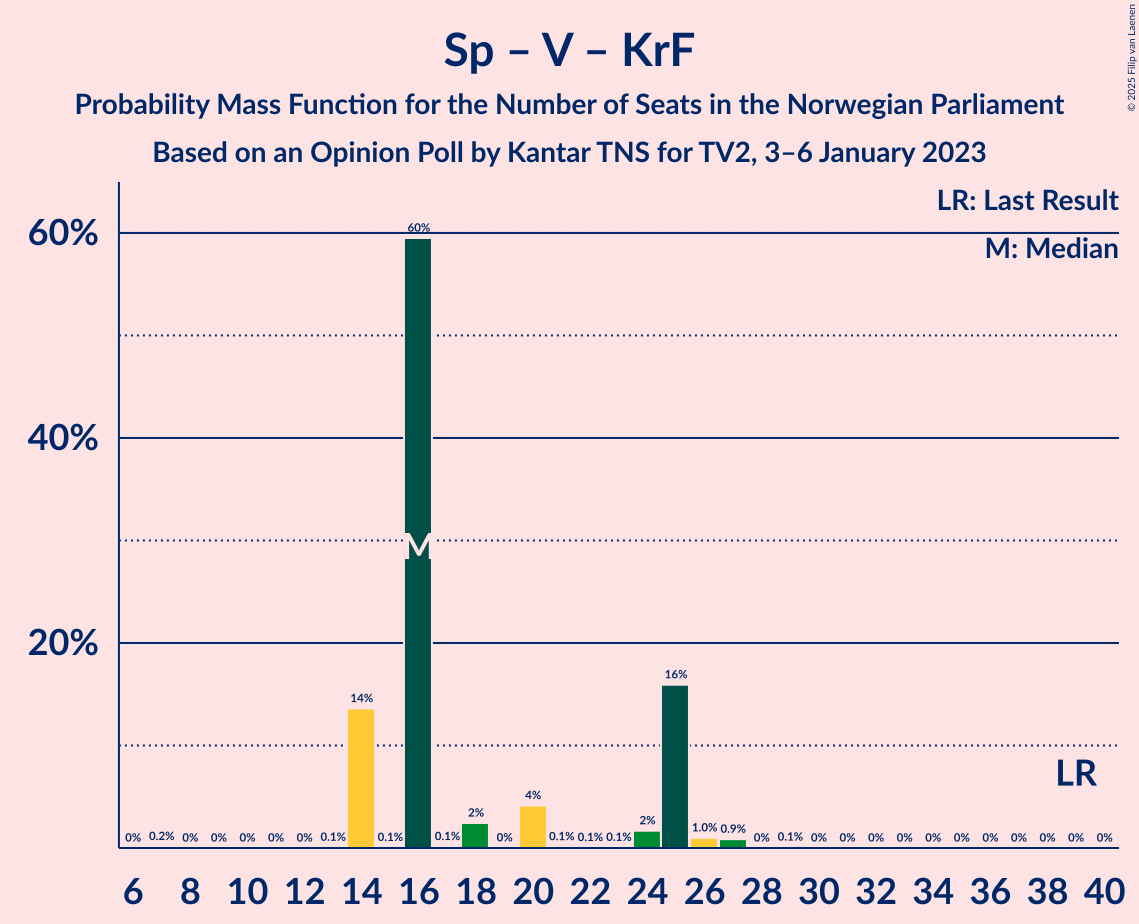 Sp – V – KrF
Probability Mass Function for the Number of Seats in the Norwegian Parliament
Based on an Opinion Poll by Kantar TNS for TV2, 3–6 January 2023
© 2025 Filip van Laenen
LR: Last Result
M: Median
60%
40%
20%
60%
M
16%
14%
LR
4%
2%
2%
1.0% 0.9%
0% 0.2% 0% 0% 0% 0% 0% 0.1% 0.1% 0.1% 0% 0.1% 0.1% 0.1% 0% 0.1% 0% 0% 0% 0% 0% 0% 0% 0% 0% 0% 0%
6 8 10 12 14 16 18 20 22 24 26 28 30 32 34 36 38 40